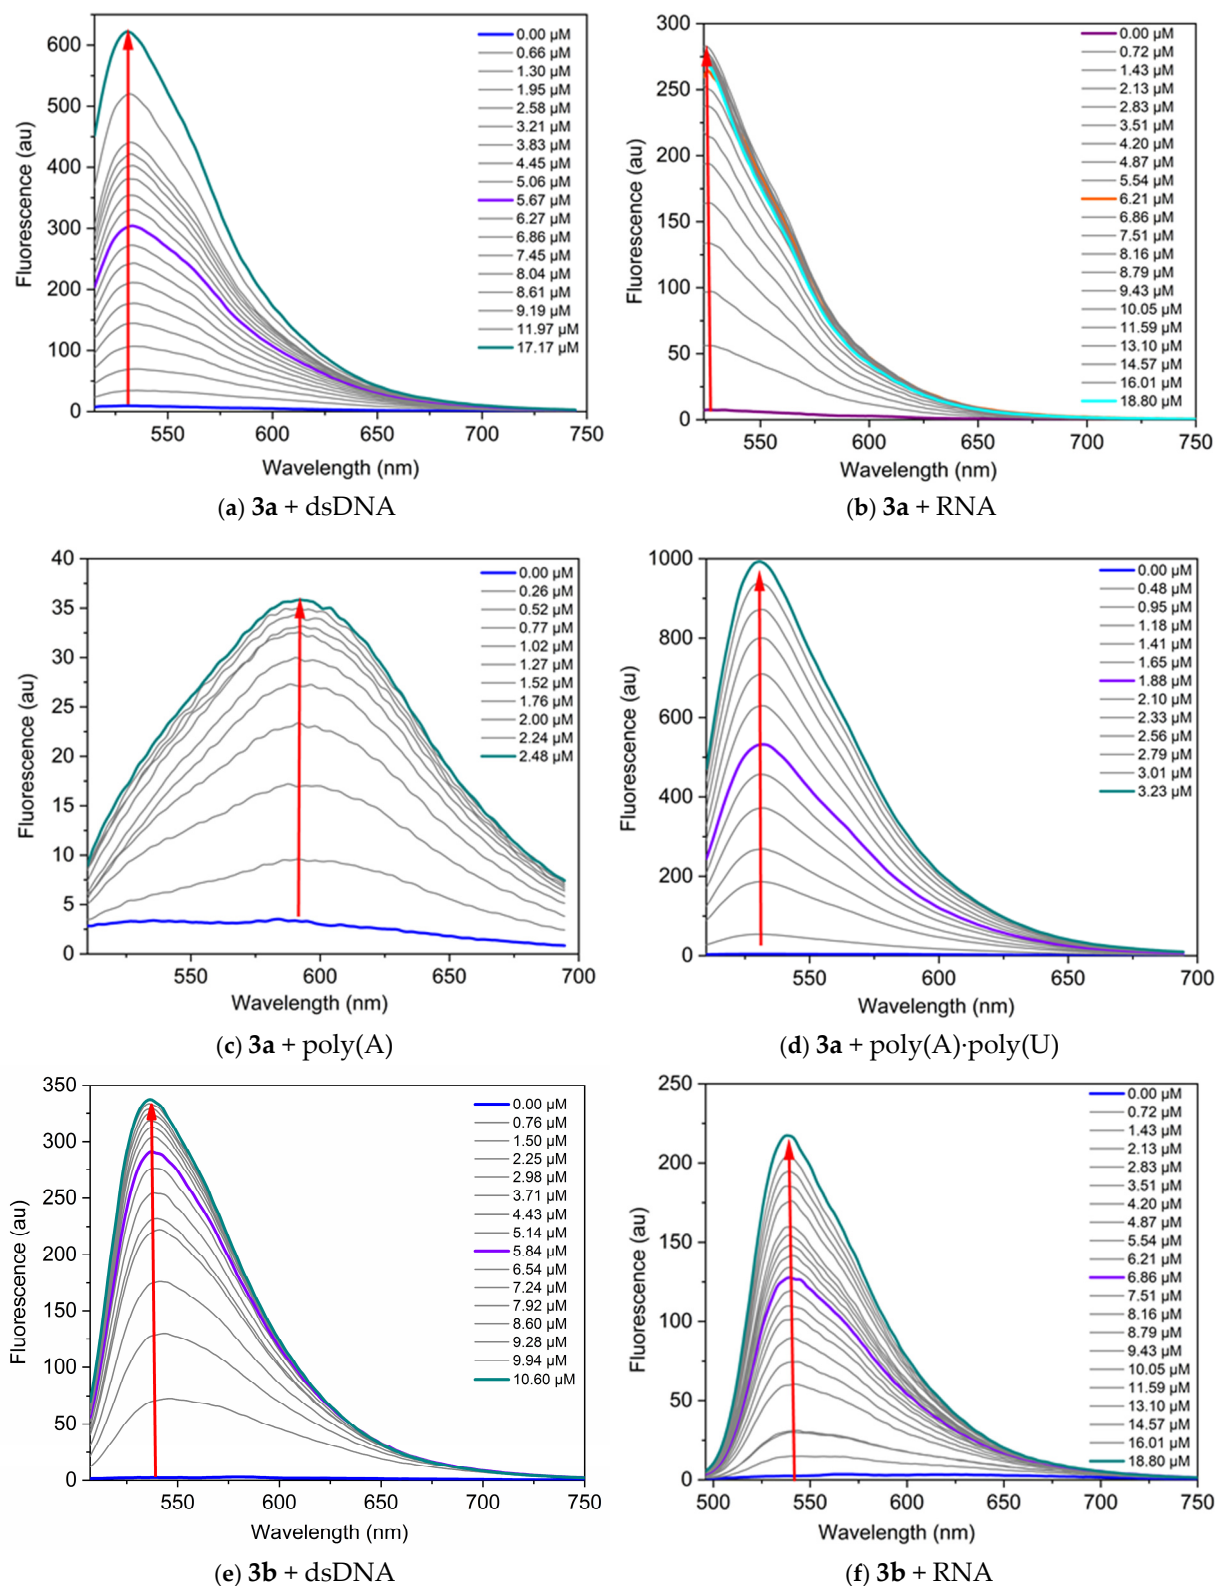 600
500
400
300
200
100
0
550
600
650
700
750
Fluorescence (au)
Wavelength (nm)
0.00 µM
0.66 µM
1.30 µM
1.95 µM
2.58 µM
3.21 µM
3.83 µM
4.45 µM
5.06 µM
5.67 µM
6.27 µM
6.86 µM
7.45 µM
8.04 µM
8.61 µM
9.19 µM
11.97 µM
17.17 µM
(a) 3a + dsDNA
300
250
200
150
100
50
0
550
600
650
700
750
Fluorescence (au)
Wavelength (nm)
0.00 µM
0.72 µM
1.43 µM
2.13 µM
2.83 µM
3.51 µM
4.20 µM
4.87 µM
5.54 µM
6.21 µM
6.86 µM
7.51 µM
8.16 µM
8.79 µM
9.43 µM
10.05 µM
11.59 µM
13.10 µM
14.57 µM
16.01 µM
18.80 µM
(b) 3a + RNA
40
35
30
25
20
15
10
5
0
550
600
650
700
Fluorescence (au)
Wavelength (nm)
0.00 µM
0.26 µM
0.52 µM
0.77 µM
1.02 µM
1.27 µM
1.52 µM
1.76 µM
2.00 µM
2.24 µM
2.48 µM
(c) 3a + poly(A)
1000
800
600
400
200
0
550
600
650
700
Fluorescence (au)
Wavelength (nm)
0.00 µM
0.48 µM
0.95 µM
1.18 µM
1.41 µM
1.65 µM
1.88 µM
2.10 µM
2.33 µM
2.56 µM
2.79 µM
3.01 µM
3.23 µM
(d) 3a + poly(A)·poly(U)
350
300
250
200
150
100
50
0
550
600
650
700
750
Fluorescence (au)
Wavelength (nm)
0.00 µM
0.76 µM
1.50 µM
2.25 µM
2.98 µM
3.71 µM
4.43 µM
5.14 µM
5.84 µM
6.54 µM
7.24 µM
7.92 µM
8.60 µM
9.28 µM
9.94 µM
10.60 µM
(e) 3b + dsDNA
250
200
150
100
50
0
500
550
600
650
700
750
Fluorescence (au)
Wavelength (nm)
0.00 µM
0.72 µM
1.43 µM
2.13 µM
2.83 µM
3.51 µM
4.20 µM
4.87 µM
5.54 µM
6.21 µM
6.86 µM
7.51 µM
8.16 µM
8.79 µM
9.43 µM
10.05 µM
11.59 µM
13.10 µM
14.57 µM
16.01 µM
18.80 µM
(f) 3b + RNA